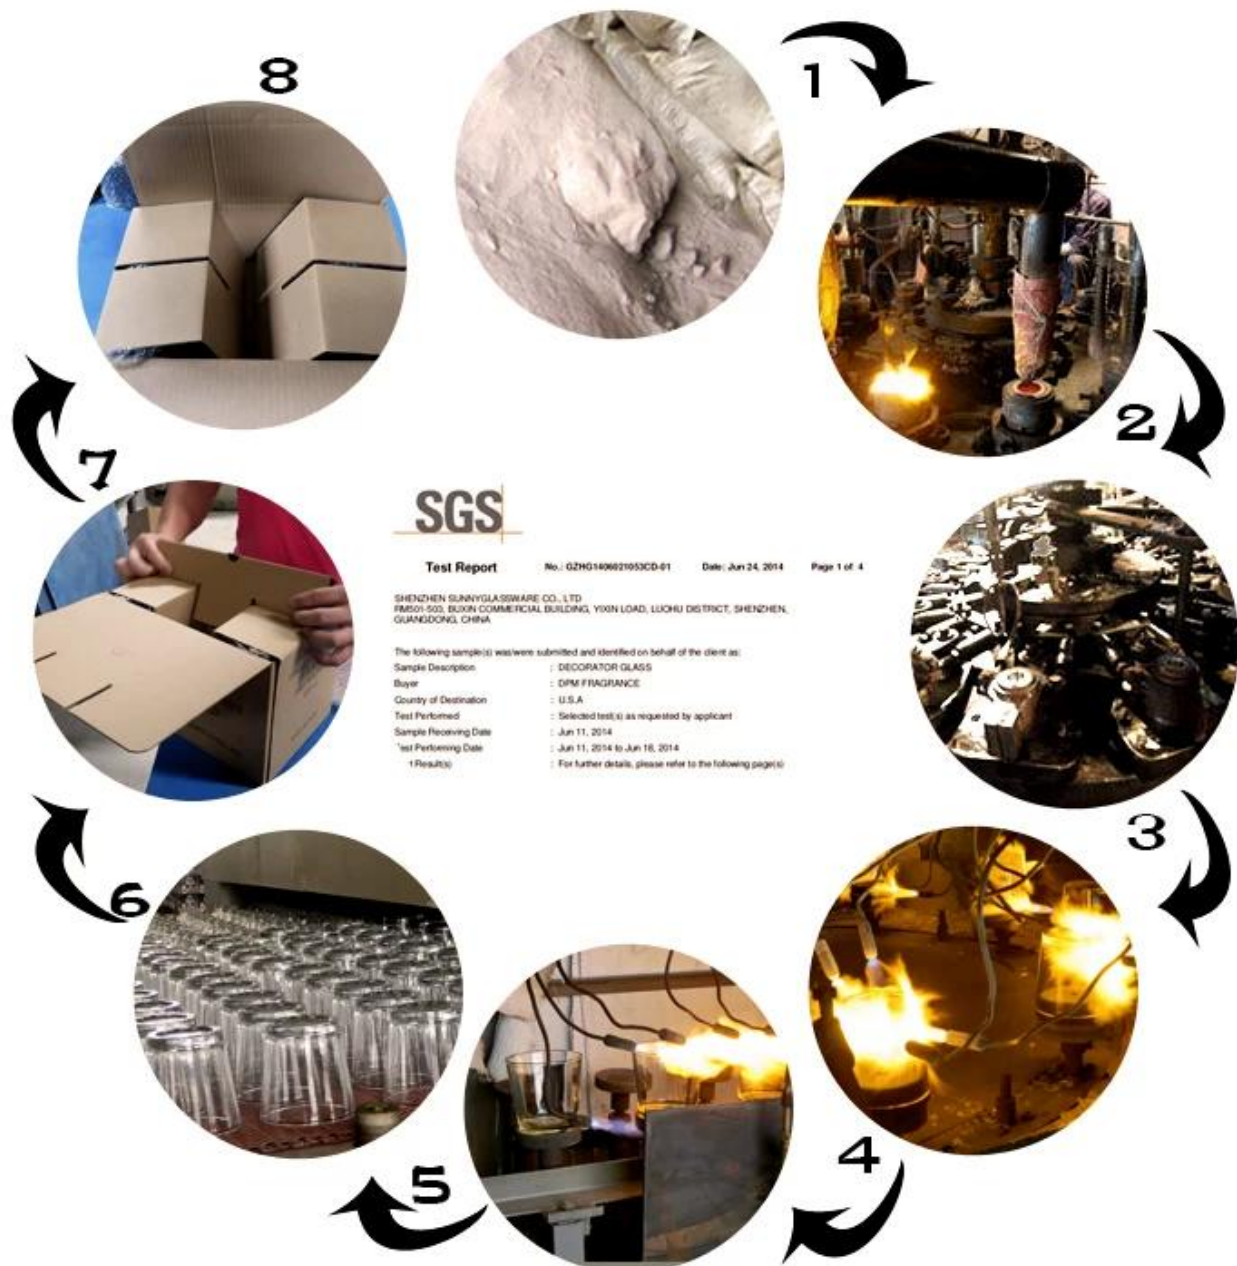 8
1
2
SGS
Test Report No.: GZHG1406021053CD-01 Date: Jun 24, 2014 Page 1 of 4
SHENZHEN SUNNYGLASSWARE CO., LTD
RM501-503, BUXIN COMMERCIAL BUILDING, YIXIN LOAD, LUOHU DISTRICT, SHENZHEN,
GUANGDONG, CHINA
The following sample(s) was/were submitted and identified on behalf of the client as:
Sample Description : DECORATOR GLASS
Buyer : DPM FRAGRANCE
Country of Destination : U.S.A
Test Performed : Selected test(s) as requested by applicant
Sample Receiving Date : Jun 11, 2014
Test Performing Date : Jun 11, 2014 to Jun 18, 2014
t Result(s) : For further details, please refer to the following page(s)
7
3
6
4
5